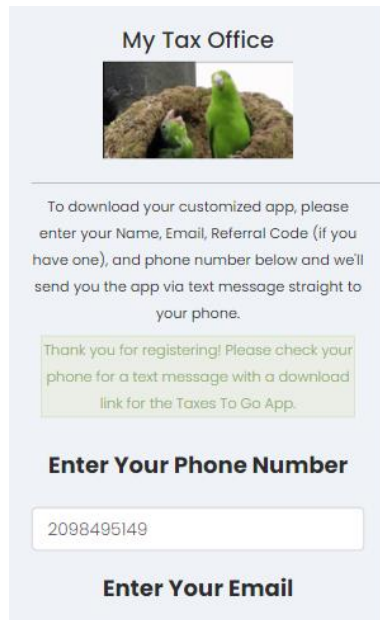 My Tax Office
To download your customized app, please
enter your Name, Email, Referral Code (if you
have one), and phone number below and we'll
send you the app via text message straight to
your phone.
Thank you for registering! Please check your
phone for a text message with a download
link for the Taxes To Go App.
Enter Your Phone Number
2098495149
Enter Your Email